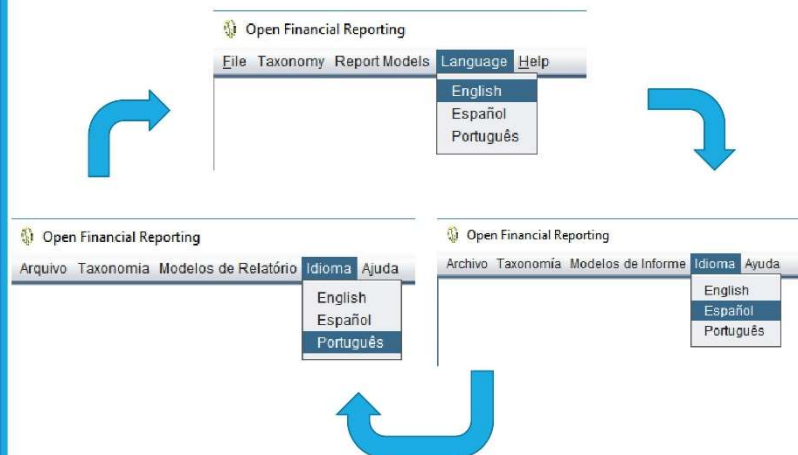 Open Financial Reporting
File Taxonomy Report Models Language Help
English
Español
Português
Open Financial Reporting
Arquivo Taxonomia Modelos de Relatório Idioma Ajuda
English
Español
Português
Open Financial Reporting
Archivo Taxonomía Modelos de Informe Idioma Ayuda
English
Español
Português